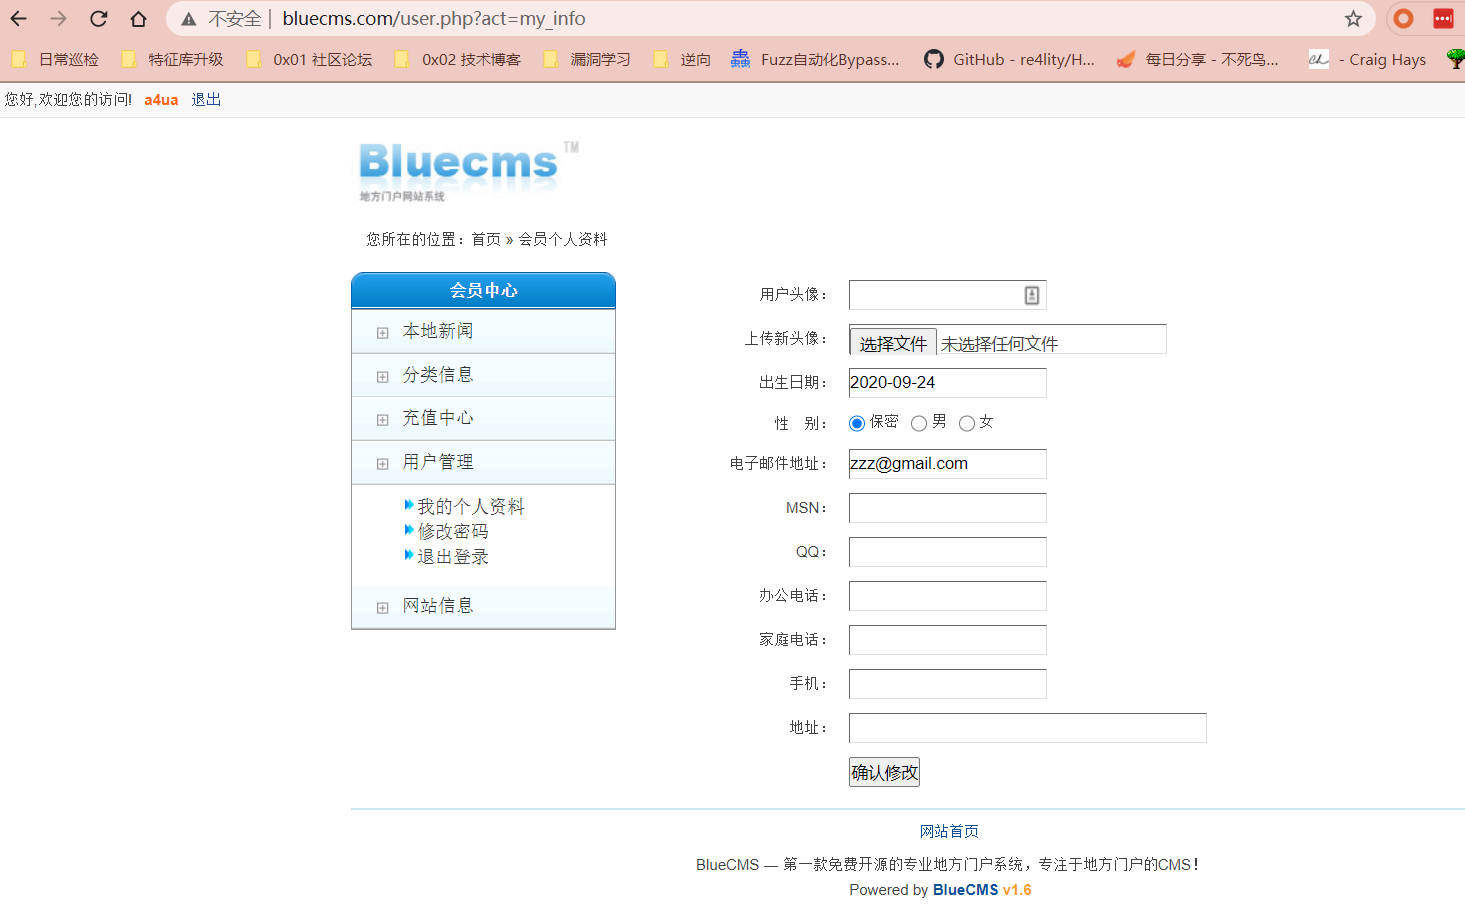 不安全 | bluecms.com/user.php?act=my_info
日常巡检 特征库升级 0x01 社区论坛 0x02 技术博客 漏洞学习 逆向 Fuzz自动化Bypass... GitHub - re4lity/H... 每日分享 - 不死鸟... - Craig Hays
您好,欢迎您的访问! a4ua 退出
Bluecms TM
地方门户网站系统
您所在的位置：首页 » 会员个人资料
会员中心
本地新闻
分类信息
充值中心
用户管理
我的个人资料
修改密码
退出登录
网站信息
用户头像：
上传新头像： 选择文件 未选择任何文件
出生日期： 2020-09-24
性 别： 保密 男 女
电子邮件地址： zzz@gmail.com
MSN：
QQ：
办公电话：
家庭电话：
手机：
地址：
确认修改
网站首页
BlueCMS — 第一款免费开源的专业地方门户系统，专注于地方门户的CMS！
Powered by BlueCMS v1.6